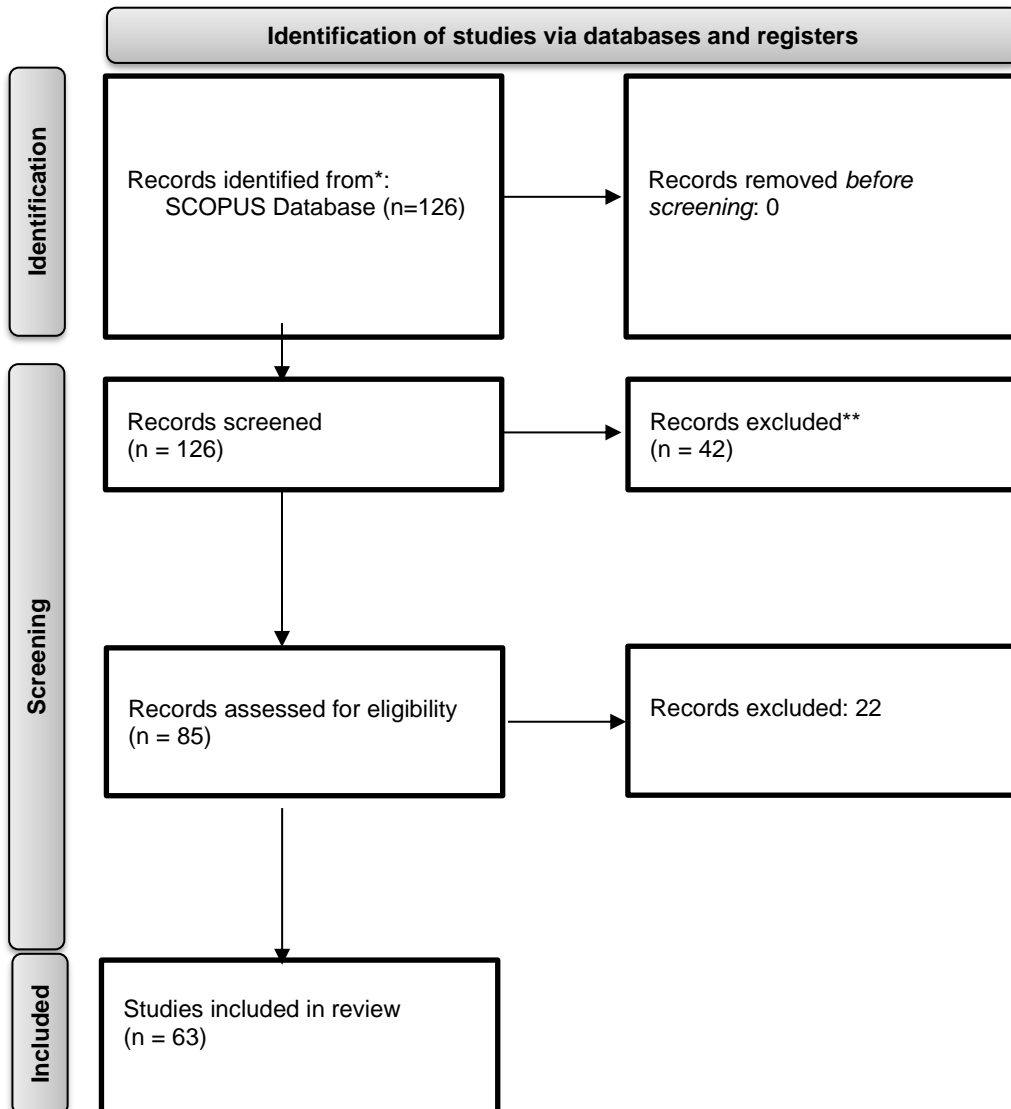 Identification of studies via databases and registers
Identification
Records identified from*:
SCOPUS Database (n=126)
Records removed before
screening: 0
Screening
Records screened
(n = 126)
Records excluded**
(n = 42)
Records assessed for eligibility
(n = 85)
Records excluded: 22
Included
Studies included in review
(n = 63)